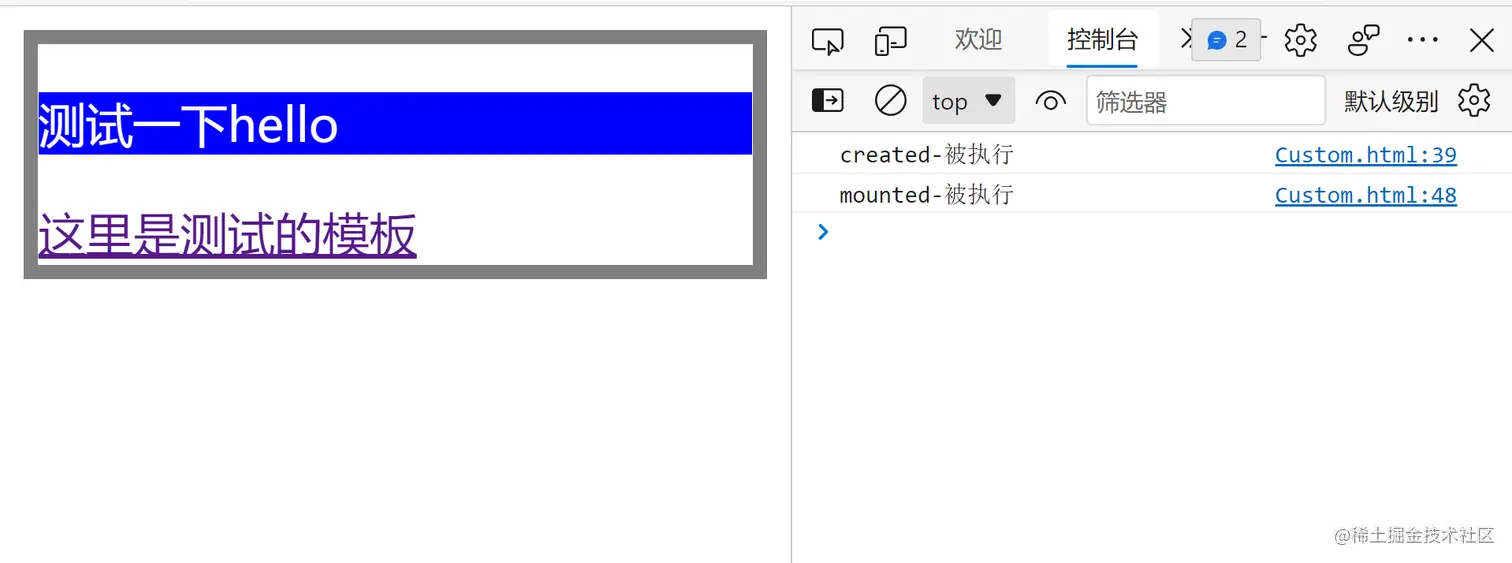 测试一下hello
这里是测试的模板
欢迎 控制台 2
top 筛选器 默认级别
created-被执行 Custom.html:39
mounted-被执行 Custom.html:48
@稀土掘金技术社区